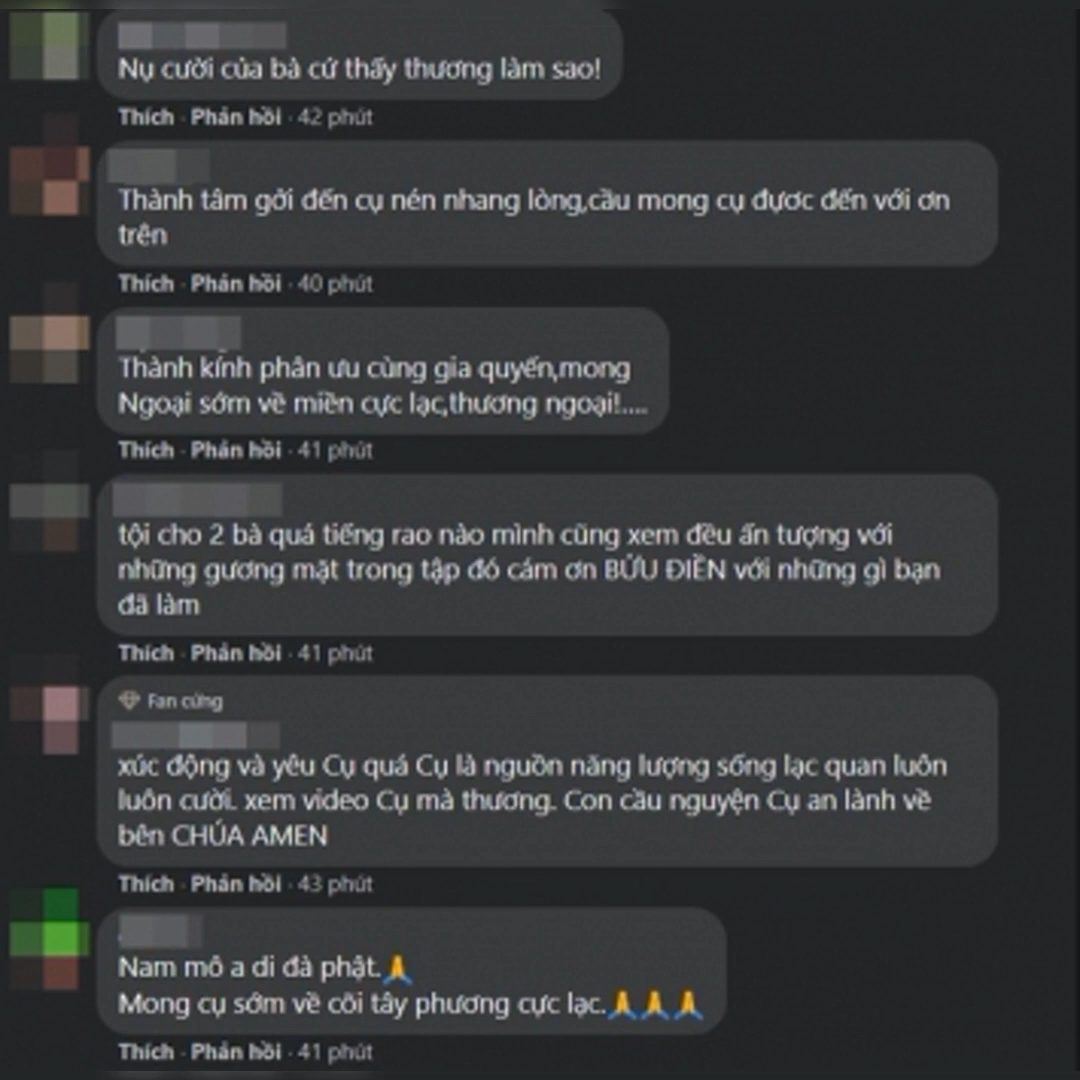 Nụ cười của bà cứ thấy thương làm sao!
Thích · Phản hồi · 42 phút
Thành tâm gởi đến cụ nén nhang lòng,cầu mong cụ đựơc đến với ơn
trên
Thích · Phản hồi · 40 phút
Thành kính phân ưu cùng gia quyến,mong
Ngoại sớm về miền cực lạc,thương ngoại!....
Thích · Phản hồi · 41 phút
tội cho 2 bà quá tiếng rao nào mình cũng xem đều ấn tượng với
những gương mặt trong tập đó cám ơn BỬU ĐIỀN với những gì bạn
đã làm
Thích · Phản hồi · 41 phút
Fan cứng
xúc động và yêu Cụ quá Cụ là nguồn năng lượng sống lạc quan luôn
luôn cười. xem video Cụ mà thương. Con cầu nguyện Cụ an lành về
bên CHÚA AMEN
Thích · Phản hồi · 43 phút
Nam mô a di đà phật.🙏
Mong cụ sớm về cõi tây phương cực lạc.🙏🙏🙏
Thích · Phản hồi · 41 phút